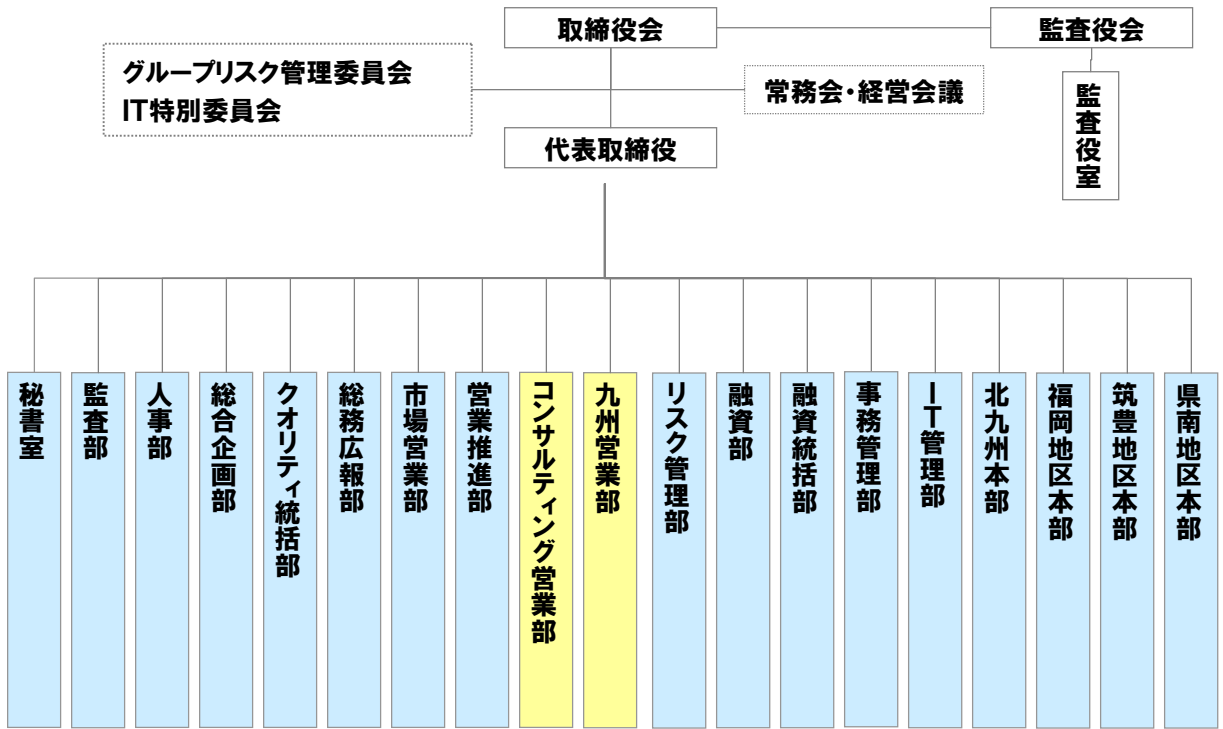 取締役会
監査役会
グループリスク管理委員会
IT特別委員会
常務会・経営会議
監査役室
代表取締役
秘書室
監査部
人事部
総合企画部
クオリティ統括部
総務広報部
市場営業部
営業推進部
コンサルティング営業部
九州営業部
リスク管理部
融資部
融資統括部
事務管理部
IT管理部
北九州本部
福岡地区本部
筑豊地区本部
県南地区本部